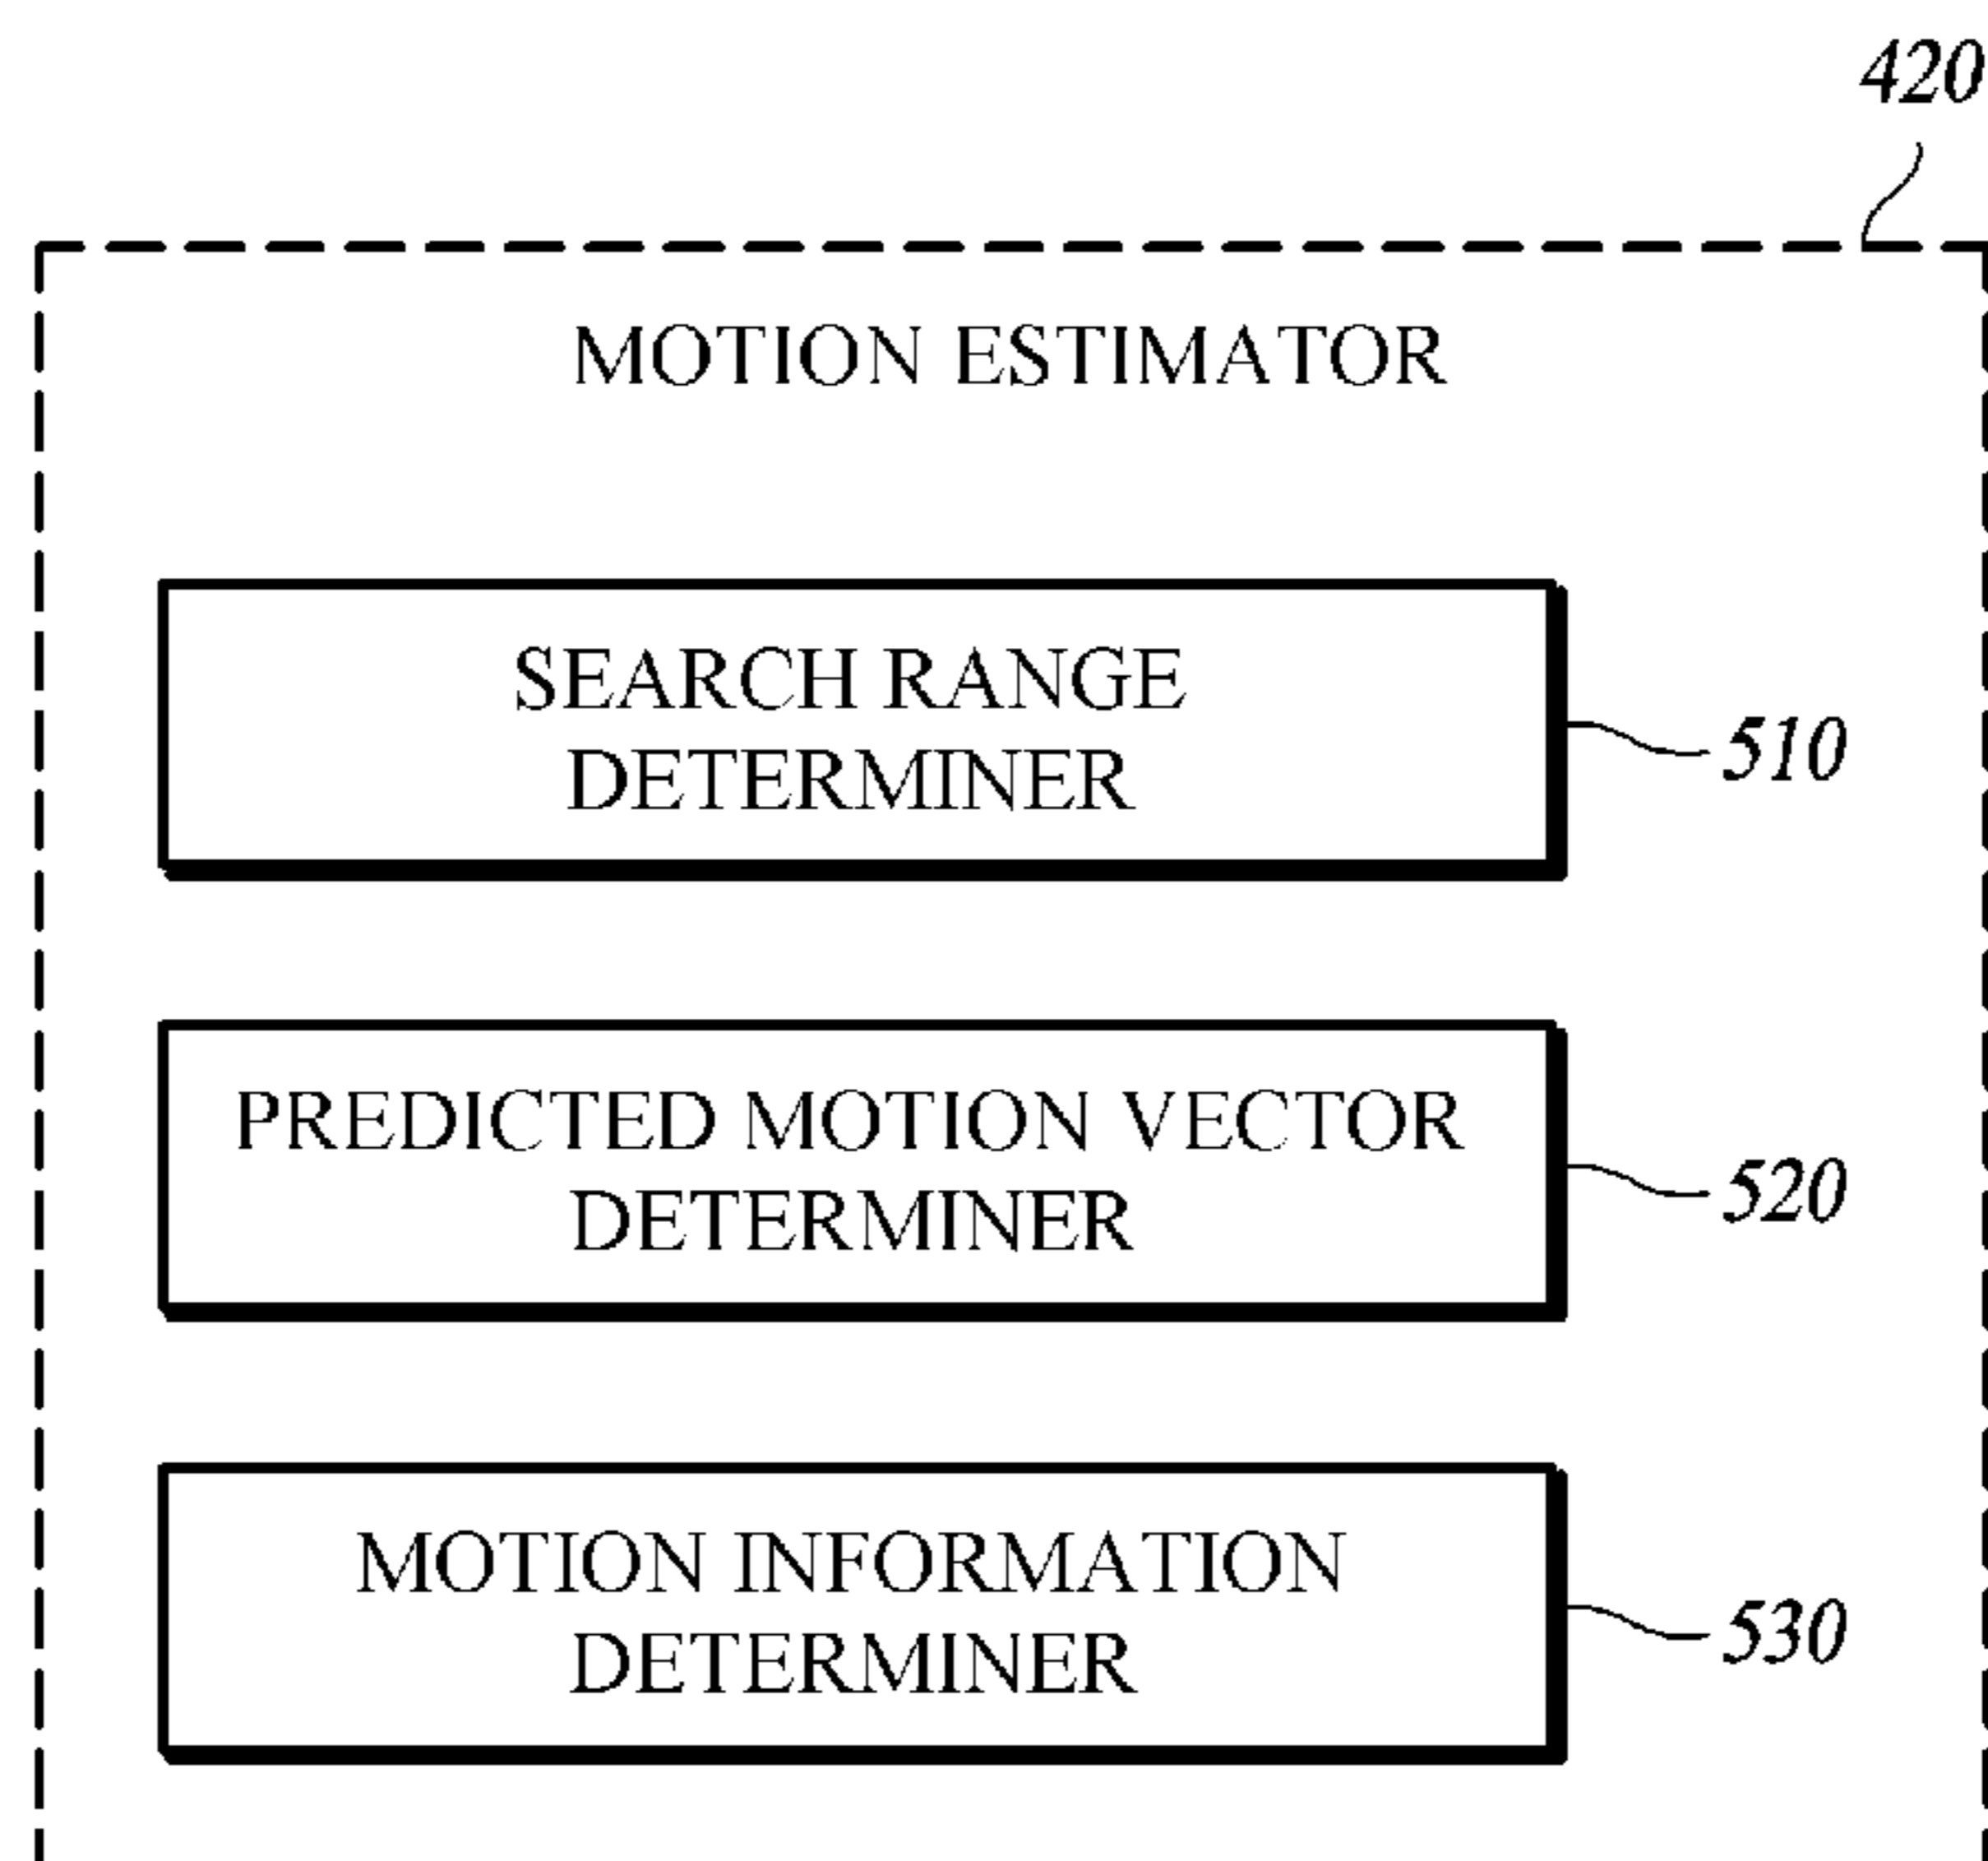 420
MOTION ESTIMATOR
SEARCH RANGE
DETERMINER
510
PREDICTED MOTION VECTOR
DETERMINER
520
MOTION INFORMATION
DETERMINER
530